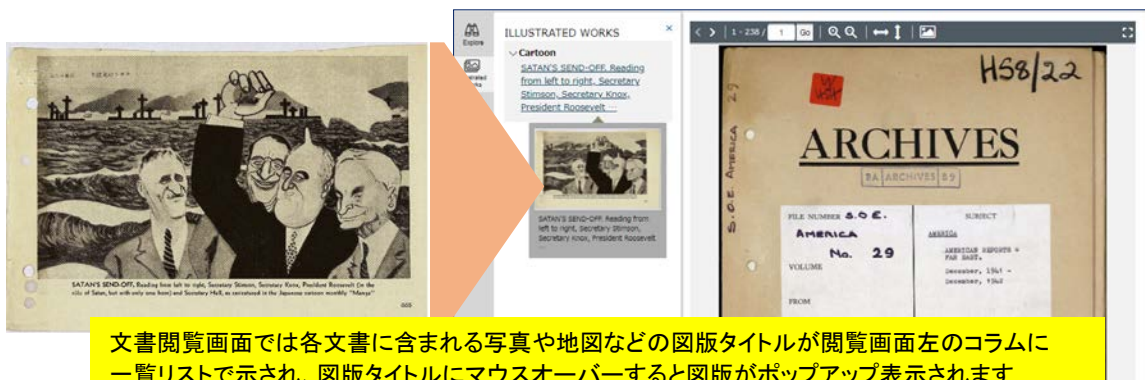 SATAN'S SEND-OFF. Reading from left to right, Secretary Stimson, Secretary Knox, President Roosevelt (in the
role of Satan, but with only one horn) and Secretary Hull, as caricatured in the Japanese cartoon monthly "Manga"
Explore
ILLUSTRATED WORKS
×
Cartoon
SATAN'S SEND-OFF. Reading
from left to right, Secretary
Stimson, Secretary Knox,
President Roosevelt ...
SATAN'S SEND-OFF. Reading from
left to right, Secretary Stimson,
Secretary Knox, President Roosevelt
1 - 238 / 1 Go
HS8/22
S.O.E. AMERICA 29
ARCHIVES
FILE NUMBER S.O.E.
AMERICA
No. 29
VOLUME
FROM
SUBJECT
AMERICA
AMERICAN REPORTS &
FAR EAST.
December, 1941 -
December, 1942
文書閲覧画面では各文書に含まれる写真や地図などの図版タイトルが閲覧画面左のコラムに
一覧リストで示され、図版タイトルにマウスオーバーすると図版がポップアップ表示されます